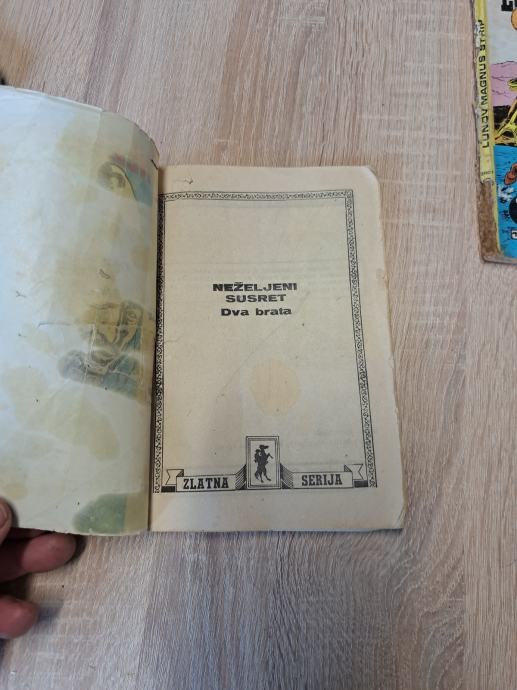 NEŽELJENI
SUSRET
Dva brata
ZLATNA SERIJA
LUNOV MAGNUS STRIP